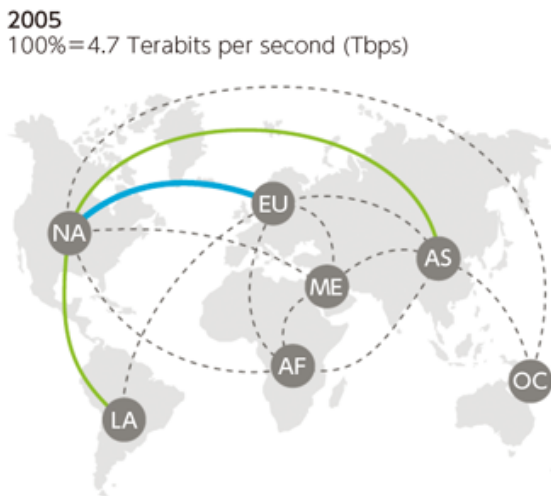 2005
100%=4.7 Terabits per second (Tbps)
EU
NA
AS
ME
AF
OC
LA